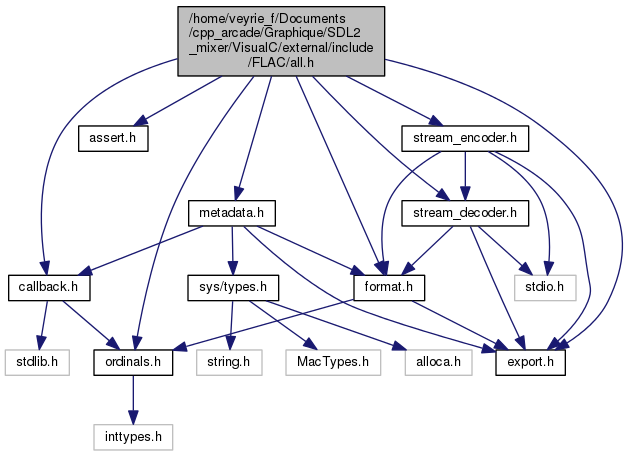 /home/veyrie_f/Documents
/cpp_arcade/Graphique/SDL2
_mixer/VisualC/external/include
/FLAC/all.h
assert.h
stream_encoder.h
metadata.h
stream_decoder.h
callback.h
sys/types.h
format.h
stdio.h
stdlib.h
ordinals.h
string.h
MacTypes.h
alloca.h
export.h
inttypes.h